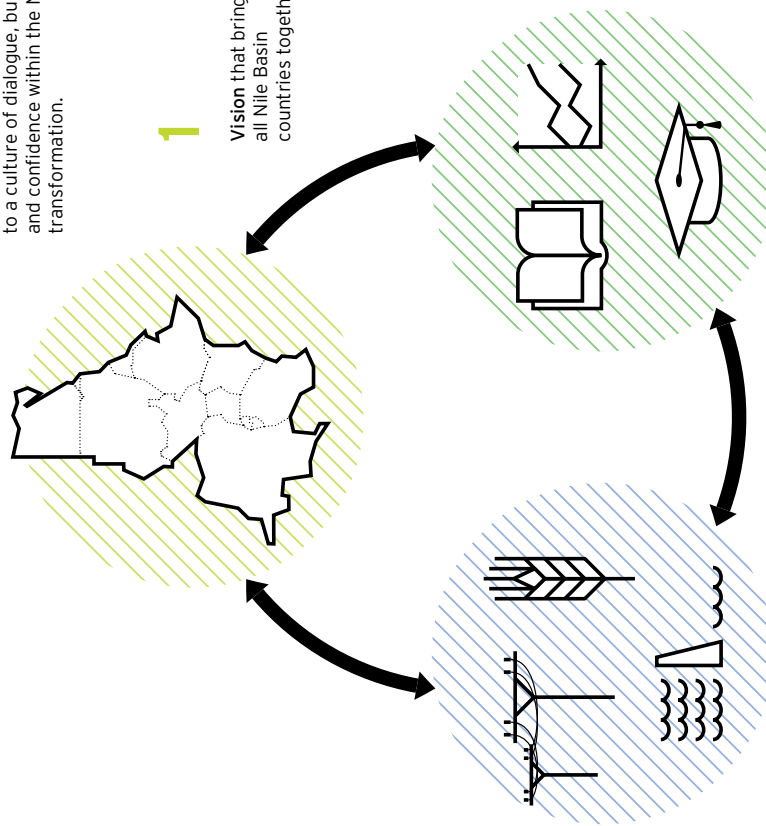 to a culture of dialogue, bu
and confidence within the
transformation.
1
Vision that bring
all Nile Basin
countries togeth